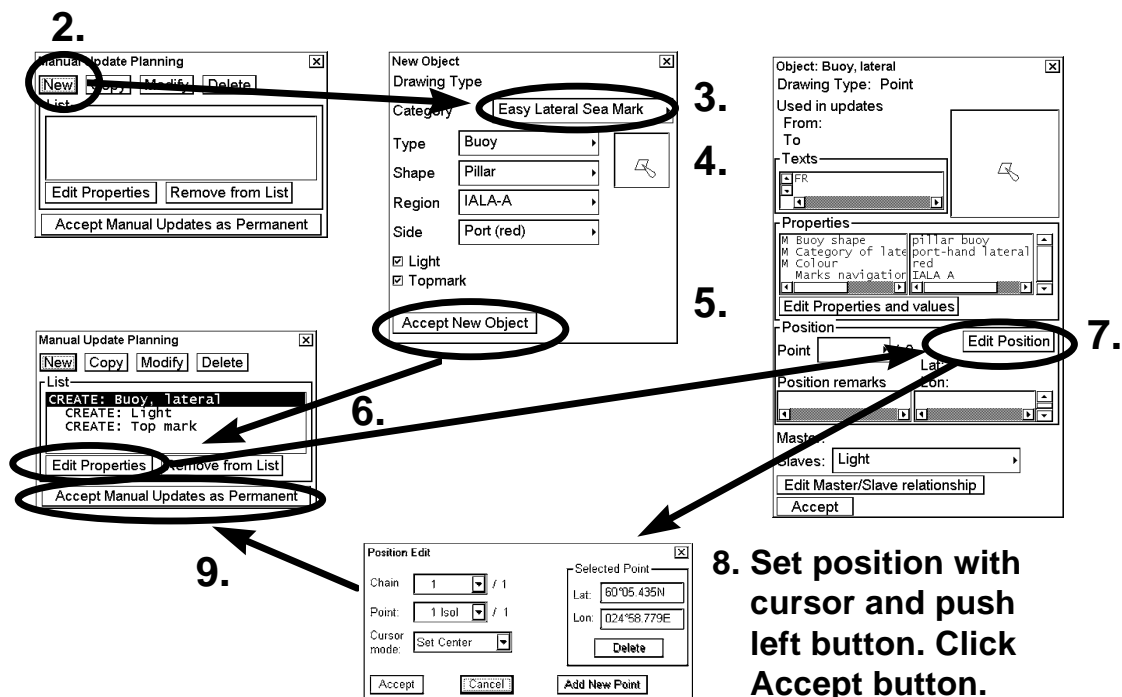 2.
Manual Update Planning
New Copy Modify Delete
List
Edit Properties Remove from List
Accept Manual Updates as Permanent
New Object
Drawing Type
Category Easy Lateral Sea Mark
3.
Type Buoy
4.
Shape Pillar
Region IALA-A
Side Port (red)
Light
Topmark
5.
Accept New Object
Object: Buoy, lateral
Drawing Type: Point
Used in updates
From:
To
Texts
FR
Properties
M Buoy shape pillar buoy
M Category of late port-hand lateral
M Colour red
Marks navigation IALA A
Edit Properties and values
Position
Edit Position
7.
Point
Lat:
Position remarks Lon:
Master:
Slaves: Light
Edit Master/Slave relationship
Accept
Manual Update Planning
New Copy Modify Delete
List
CREATE: Buoy, lateral
CREATE: Light
CREATE: Top mark
6.
Edit Properties Remove from List
Accept Manual Updates as Permanent
9.
Position Edit
Chain 1 / 1
Point: 1 Isol / 1
Cursor
mode: Set Center
Selected Point
Lat: 60°05.435N
Lon: 024°58.779E
Delete
Accept Cancel Add New Point
8. Set position with
cursor and push
left button. Click
Accept button.